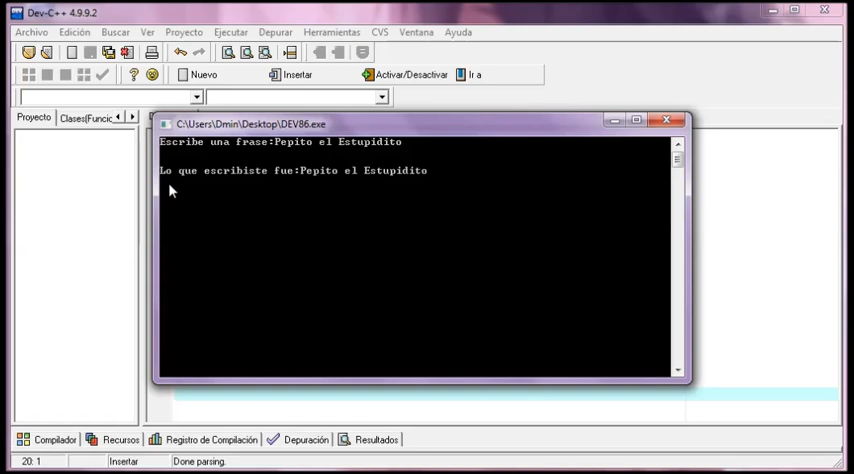 Dev-C++ 4.9.9.2
Archivo Edición Buscar Ver Proyecto Ejecutar Depurar Herramientas CVS Ventana Ayuda
Nuevo Insertar Activar/Desactivar Ir a
Proyecto Clases(Funcio
C:\Users\Dmin\Desktop\DEV86.exe
Escribe una frase:Pepito el Estupidito
Lo que escribiste fue:Pepito el Estupidito
Compilador Recursos Registro de Compilación Depuración Resultados
20: 1 Insertar Done parsing.